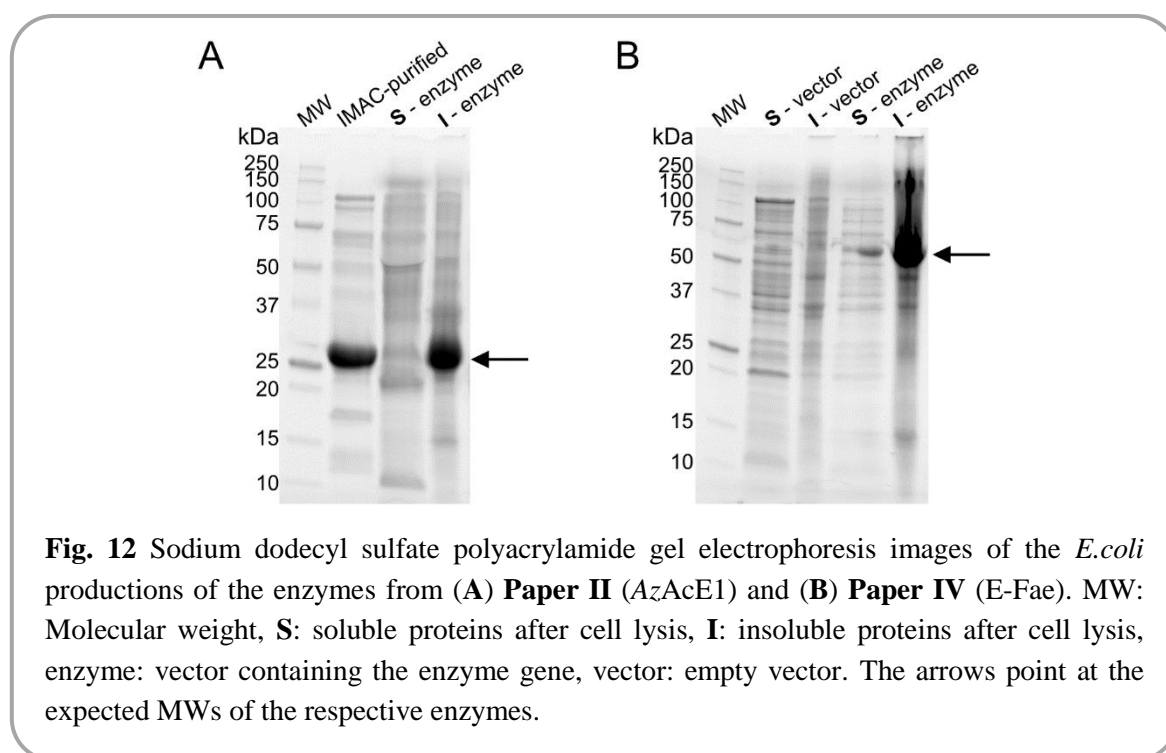 A
B
MW
IMAC-purified
S - enzyme
I - enzyme
MW
S - vector
I - vector
S - enzyme
I - enzyme
kDa
250
150
100
75
50
37
25
20
15
10
kDa
250
150
100
75
50
37
25
20
15
10
Fig. 12 Sodium dodecyl sulfate polyacrylamide gel electrophoresis images of the E.coli
productions of the enzymes from (A) Paper II (AzAcE1) and (B) Paper IV (E-Fae). MW:
Molecular weight, S: soluble proteins after cell lysis, I: insoluble proteins after cell lysis,
enzyme: vector containing the enzyme gene, vector: empty vector. The arrows point at the
expected MWs of the respective enzymes.